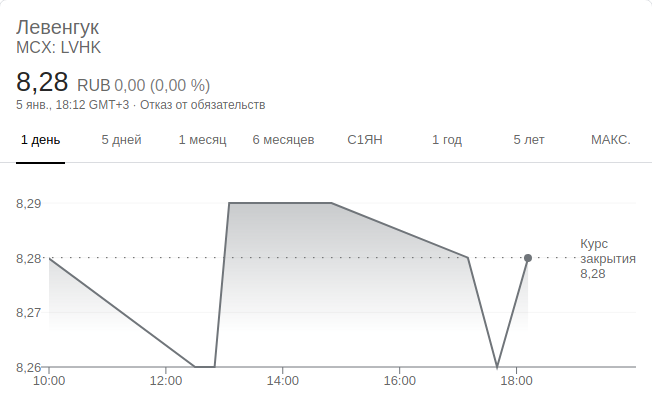 Левенгук
MCX: LVHK
8,28 RUB 0,00 (0,00 %)
5 янв., 18:12 GMT+3 · Отказ от обязательств
1 день 5 дней 1 месяц 6 месяцев С1ЯН 1 год 5 лет МАКС.
8,29
Курс
закрытия
8,28
8,28
8,27
8,26
10:00 12:00 14:00 16:00 18:00